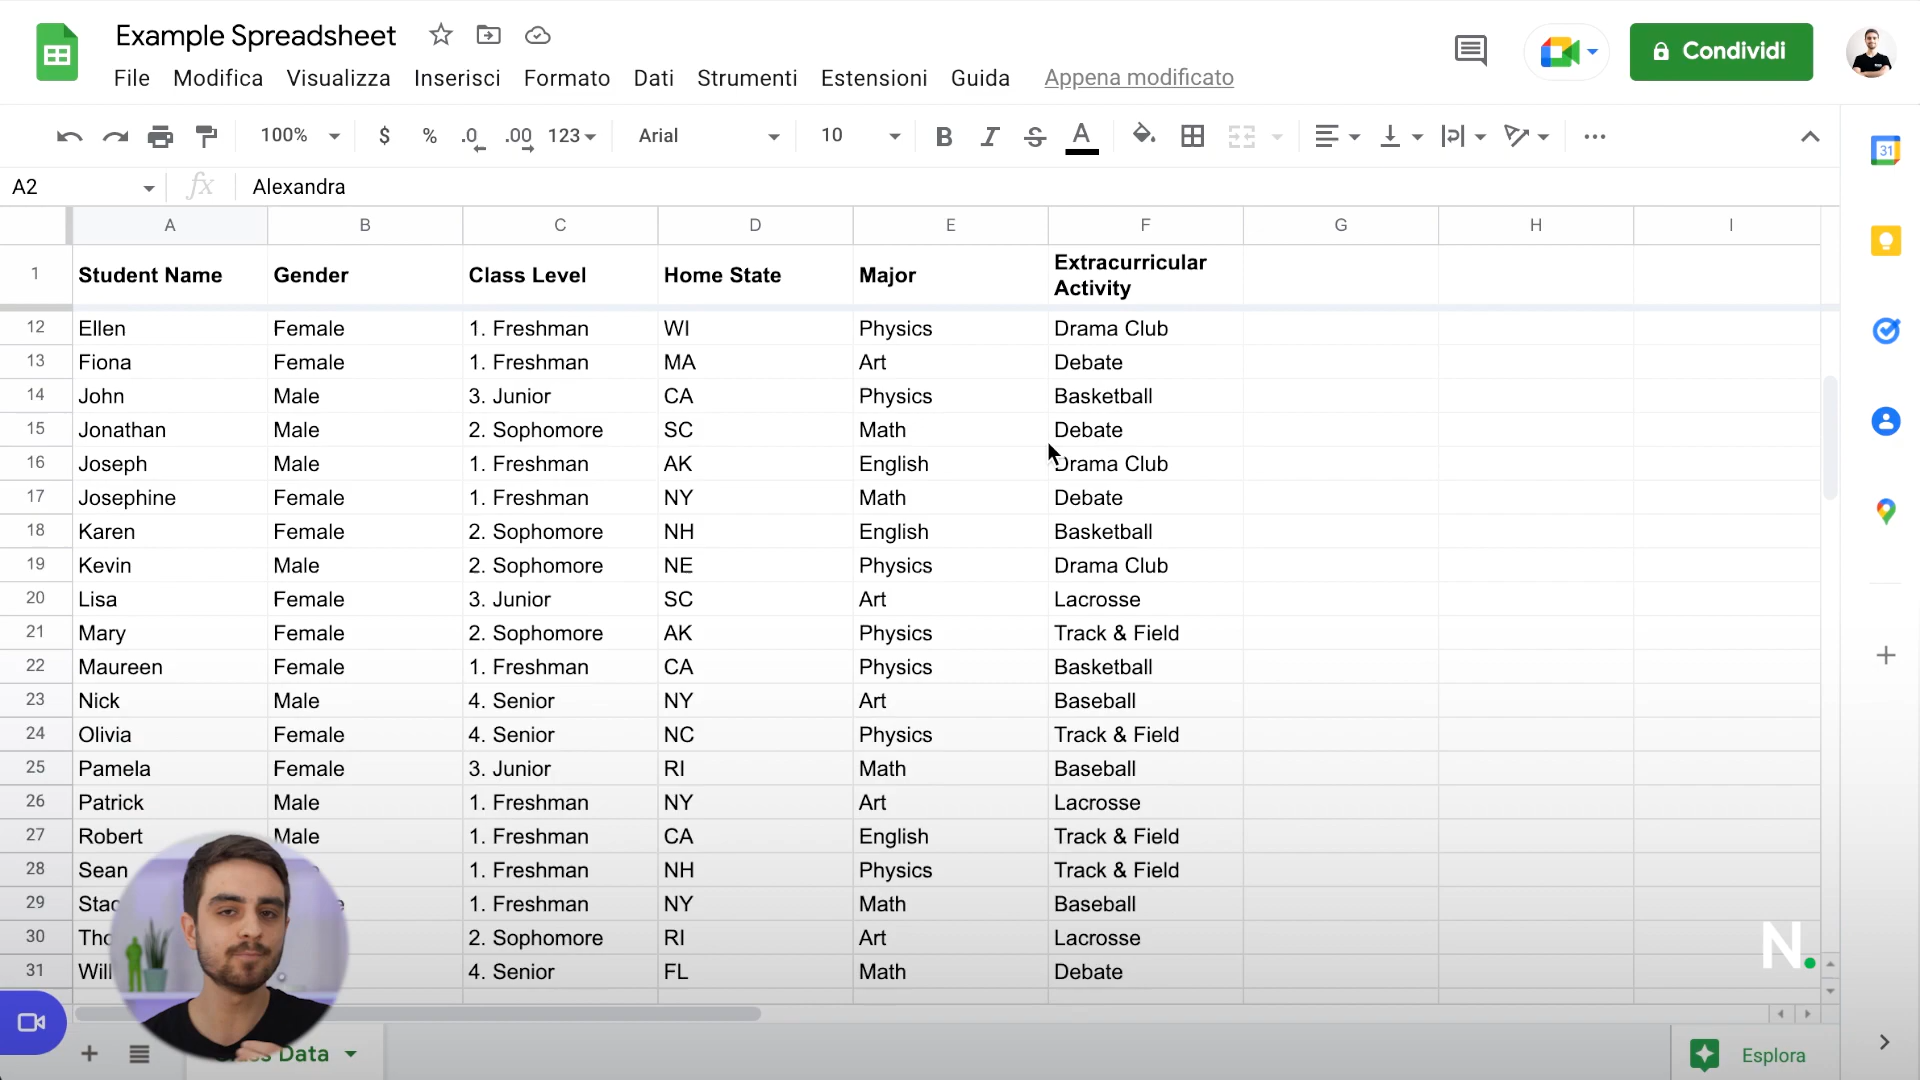 Example Spreadsheet
File Modifica Visualizza Inserisci Formato Dati Strumenti Estensioni Guida Appena modificato
Condividi
100% $ % .0 .00 123 Arial 10 B I S A
31
A2 fx Alexandra
A B C D E F G H I
1 Student Name Gender Class Level Home State Major Extracurricular Activity
12 Ellen Female 1. Freshman WI Physics Drama Club
13 Fiona Female 1. Freshman MA Art Debate
14 John Male 3. Junior CA Physics Basketball
15 Jonathan Male 2. Sophomore SC Math Debate
16 Joseph Male 1. Freshman AK English Drama Club
17 Josephine Female 1. Freshman NY Math Debate
18 Karen Female 2. Sophomore NH English Basketball
19 Kevin Male 2. Sophomore NE Physics Drama Club
20 Lisa Female 3. Junior SC Art Lacrosse
21 Mary Female 2. Sophomore AK Physics Track & Field
22 Maureen Female 1. Freshman CA Physics Basketball
23 Nick Male 4. Senior NY Art Baseball
24 Olivia Female 4. Senior NC Physics Track & Field
25 Pamela Female 3. Junior RI Math Baseball
26 Patrick Male 1. Freshman NY Art Lacrosse
27 Robert Male 1. Freshman CA English Track & Field
28 Sean 1. Freshman NH Physics Track & Field
29 1. Freshman NY Math Baseball
30 2. Sophomore RI Art Lacrosse
31 Will 4. Senior FL Math Debate
N.
Data
Esplora